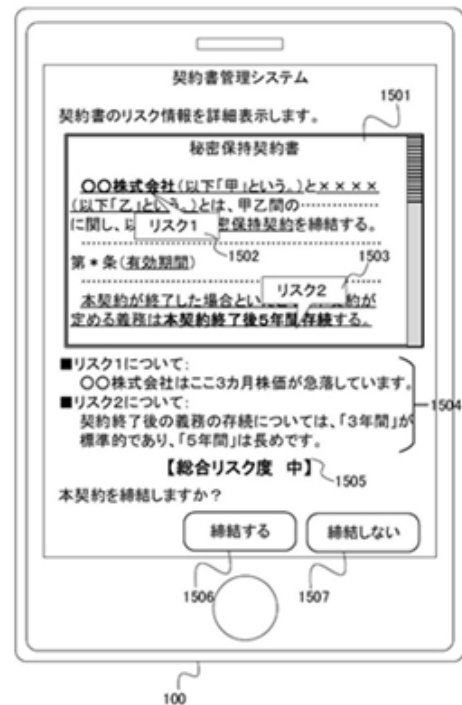 契約書管理システム
1501
契約書のリスク情報を詳細表示します。
秘密保持契約書
〇〇株式会社(以下「甲」という。)と××××
(以下「乙」という。)とは、甲乙間の…………
に関し、以 リスク1 密保持契約を締結する。
1502
第*条(有効期間)
1503
リスク2
本契約が終了した場合といえ 契約が
定める義務は本契約終了後5年間存続する。
■リスク1について:
〇〇株式会社はここ3カ月株価が急落しています。
■リスク2について:
契約終了後の義務の存続については、「3年間」が
標準的であり、「5年間」は長めです。
1504
【総合リスク度 中】
1505
本契約を締結しますか?
締結する 締結しない
1506 1507
100